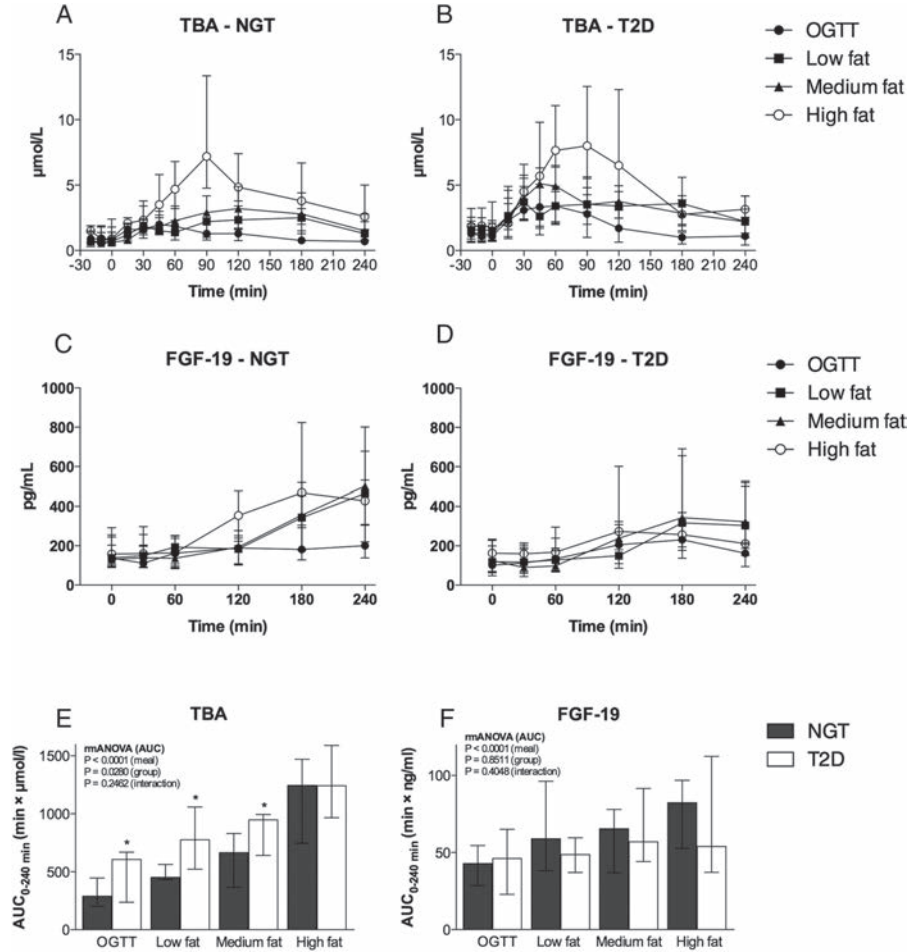 A
TBA - NGT
B
TBA - T2D
OGTT
Low fat
Medium fat
High fat
15
10
5
0
µmol/L
-30 0 30 60 90 120 150 180 210 240
Time (min)
15
10
5
0
µmol/L
-30 0 30 60 90 120 150 180 210 240
Time (min)
C
FGF-19 - NGT
D
FGF-19 - T2D
OGTT
Low fat
Medium fat
High fat
1000
800
600
400
200
0
pg/mL
0 60 120 180 240
Time (min)
1000
800
600
400
200
0
pg/mL
0 60 120 180 240
Time (min)
E
TBA
F
FGF-19
NGT
T2D
1500
1000
500
0
AUC0-240 min (min × µmol/l)
rmANOVA (AUC)
P < 0.0001 (meal)
P = 0.0280 (group)
P = 0.2462 (interaction)
* * *
OGTT Low fat Medium fat High fat
100
50
0
AUC0-240 min (min × ng/ml)
rmANOVA (AUC)
P < 0.0001 (meal)
P = 0.8511 (group)
P = 0.4048 (interaction)
OGTT Low fat Medium fat High fat